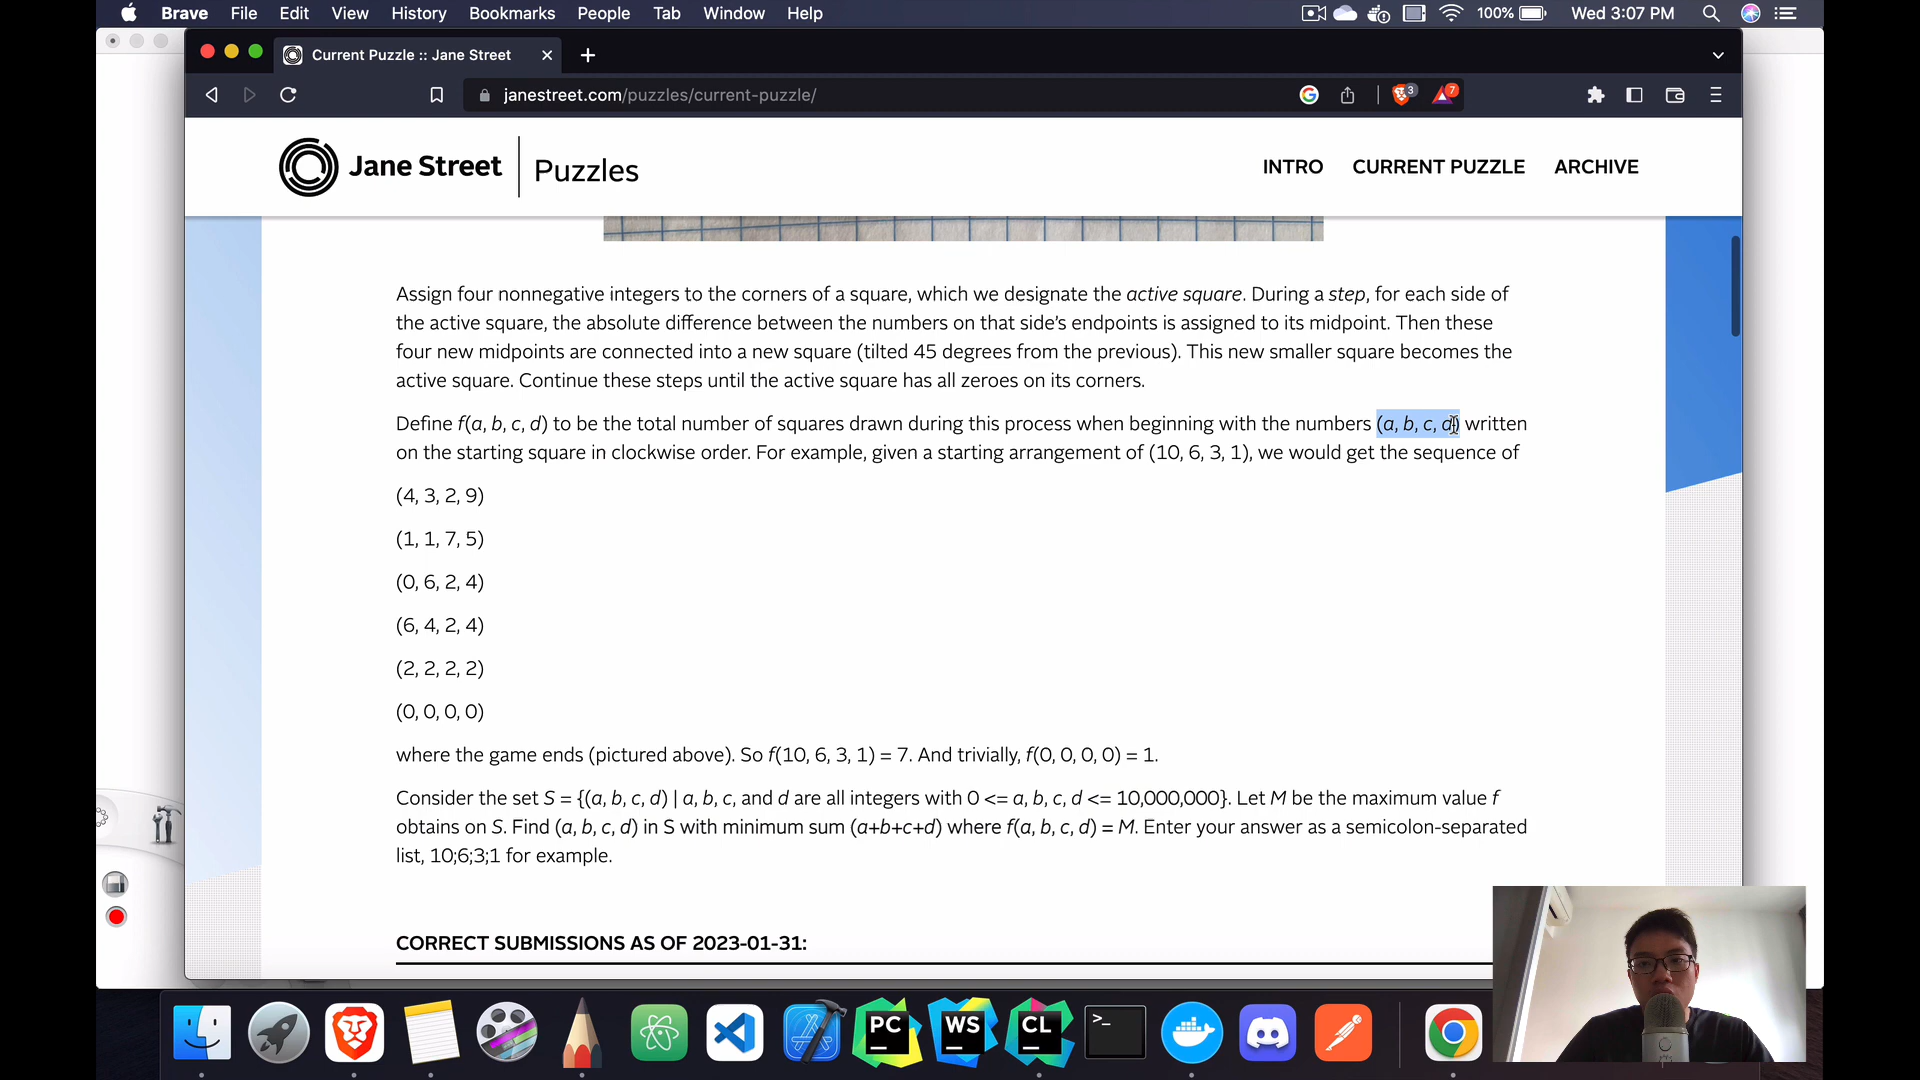 Brave File Edit View History Bookmarks People Tab Window Help 100% Wed 3:07 PM
Current Puzzle :: Jane Street
janestreet.com/puzzles/current-puzzle/ 3 7
Jane Street | Puzzles INTRO CURRENT PUZZLE ARCHIVE
Assign four nonnegative integers to the corners of a square, which we designate the active square. During a step, for each side of
the active square, the absolute difference between the numbers on that side's endpoints is assigned to its midpoint. Then these
four new midpoints are connected into a new square (tilted 45 degrees from the previous). This new smaller square becomes the
active square. Continue these steps until the active square has all zeroes on its corners.
Define f(a, b, c, d) to be the total number of squares drawn during this process when beginning with the numbers (a, b, c, d) written
on the starting square in clockwise order. For example, given a starting arrangement of (10, 6, 3, 1), we would get the sequence of
(4, 3, 2, 9)
(1, 1, 7, 5)
(0, 6, 2, 4)
(6, 4, 2, 4)
(2, 2, 2, 2)
(0, 0, 0, 0)
where the game ends (pictured above). So f(10, 6, 3, 1) = 7. And trivially, f(0, 0, 0, 0) = 1.
Consider the set S = {(a, b, c, d) | a, b, c, and d are all integers with 0 <= a, b, c, d <= 10,000,000}. Let M be the maximum value f
obtains on S. Find (a, b, c, d) in S with minimum sum (a+b+c+d) where f(a, b, c, d) = M. Enter your answer as a semicolon-separated
list, 10;6;3;1 for example.
CORRECT SUBMISSIONS AS OF 2023-01-31:
PC WS CL >_